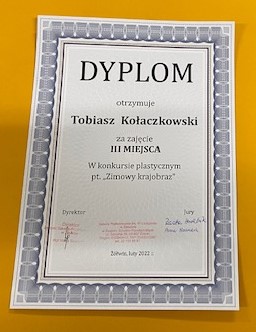 DYPLOM
otrzymuje
Tobiasz Kołaczkowski
za zajęcie
III MIEJSCA
W konkursie plastycznym
pt. „Zimowy krajobraz”
Dyrektor Jury
Żółwin, luty 2022 r.